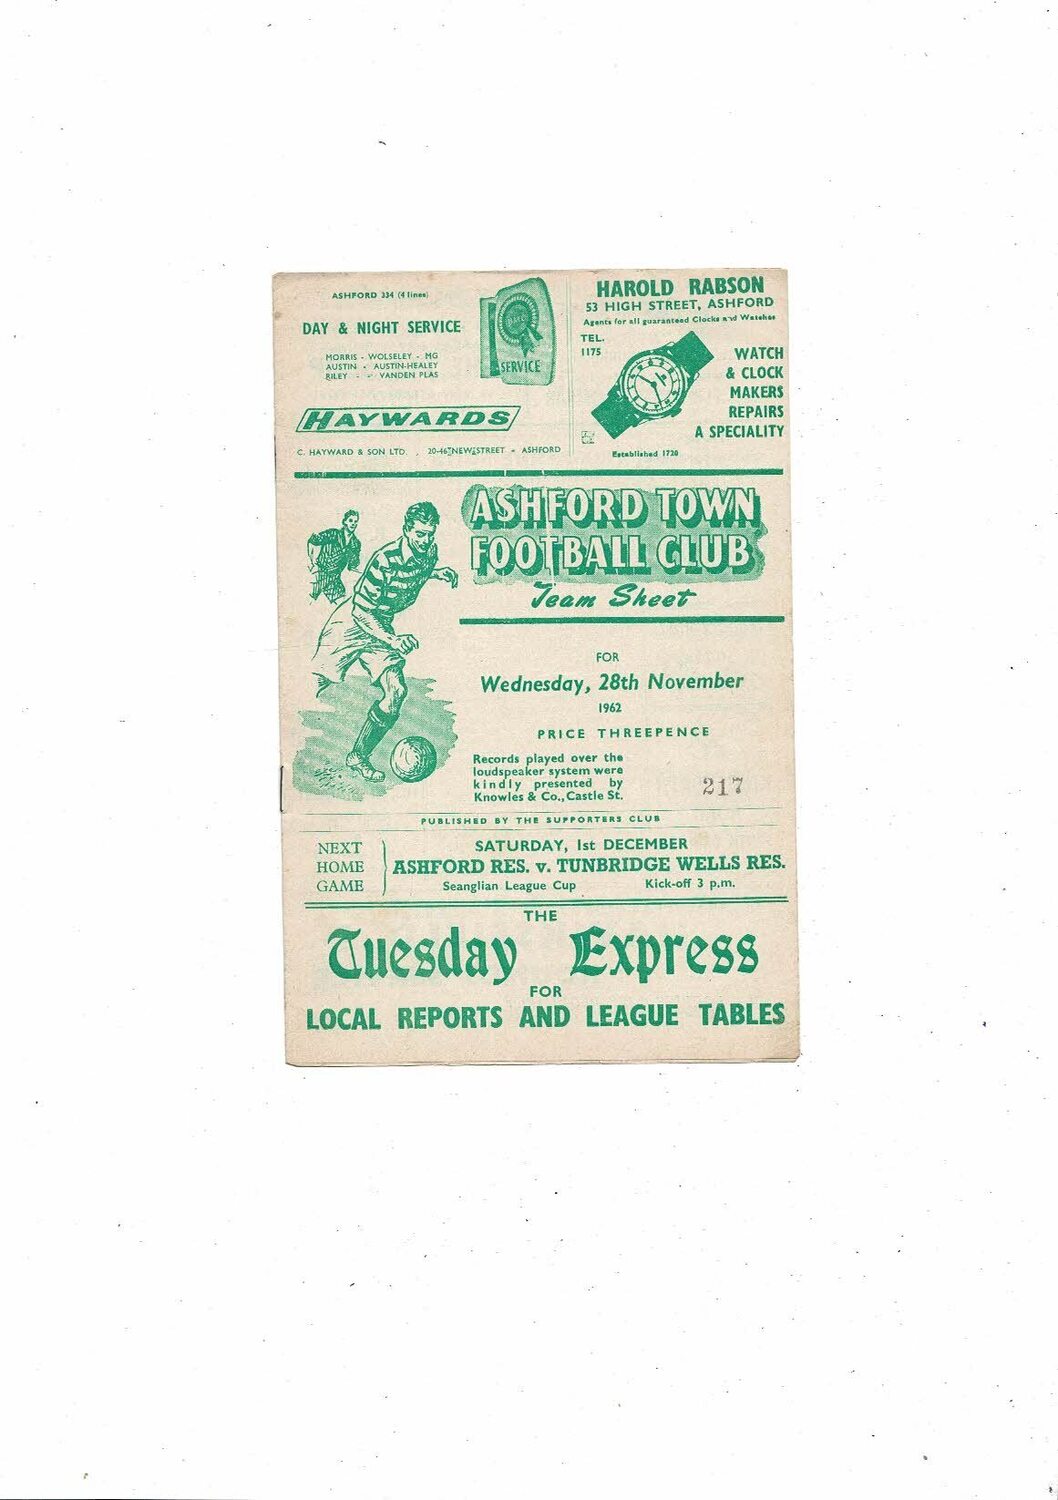 ASHFORD 334 (4 lines)
DAY & NIGHT SERVICE
MORRIS - WOLSELEY - MG
AUSTIN - AUSTIN-HEALEY
RILEY - - VANDEN PLAS
SERVICE
HAYWARDS
C. HAYWARD & SON LTD. , 20-46 NEW STREET - ASHFORD
HAROLD RABSON
53 HIGH STREET, ASHFORD
Agents for all guaranteed Clocks and Watches
TEL.
1175
WATCH
& CLOCK
MAKERS
REPAIRS
A SPECIALITY
Established 1720
ASHFORD TOWN
FOOTBALL CLUB
Team Sheet
FOR
Wednesday, 28th November
1962
PRICE THREEPENCE
Records played over the
loudspeaker system were
kindly presented by
Knowles & Co., Castle St.
217
PUBLISHED BY THE SUPPORTERS CLUB
NEXT
HOME
GAME
SATURDAY, 1st DECEMBER
ASHFORD RES. v. TUNBRIDGE WELLS RES.
Seanglian League Cup Kick-off 3 p.m.
THE
Tuesday Express
FOR
LOCAL REPORTS AND LEAGUE TABLES